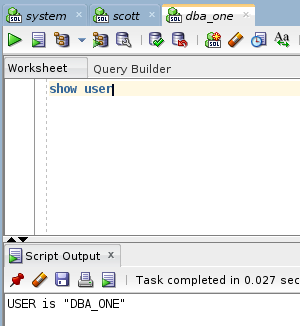 system
scott
dba_one
Worksheet
Query Builder
show user
Script Output
Task completed in 0.027 sec
USER is "DBA_ONE"